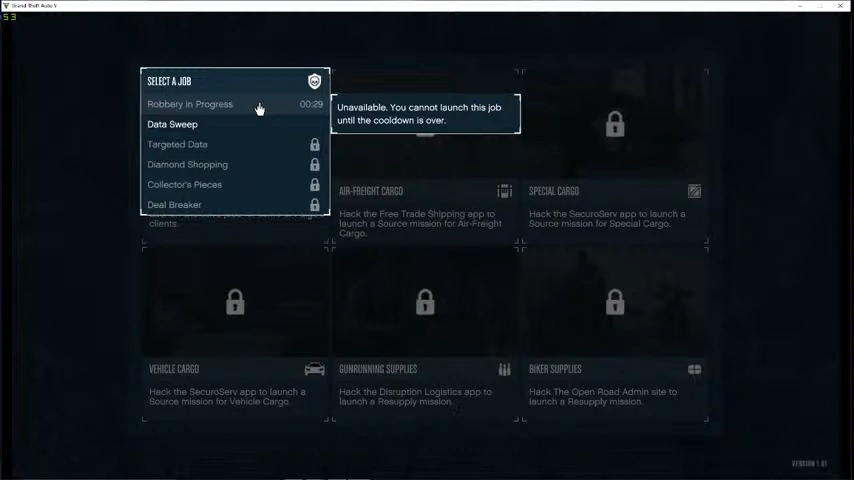 Grand Theft Auto V
53
SELECT A JOB
Robbery in Progress 00:29
Data Sweep
Targeted Data
Diamond Shopping
Collector's Pieces
Deal Breaker
Unavailable. You cannot launch this job
until the cooldown is over.
clients.
AIR-FREIGHT CARGO
Hack the Free Trade Shipping app to
launch a Source mission for Air-Freight
Cargo.
SPECIAL CARGO
Hack the SecuroServ app to launch a
Source mission for Special Cargo.
VEHICLE CARGO
Hack the SecuroServ app to launch a
Source mission for Vehicle Cargo.
GUNRUNNING SUPPLIES
Hack the Disruption Logistics app to
launch a Resupply mission.
BIKER SUPPLIES
Hack The Open Road Admin site to
launch a Resupply mission.
VERSION 1.01